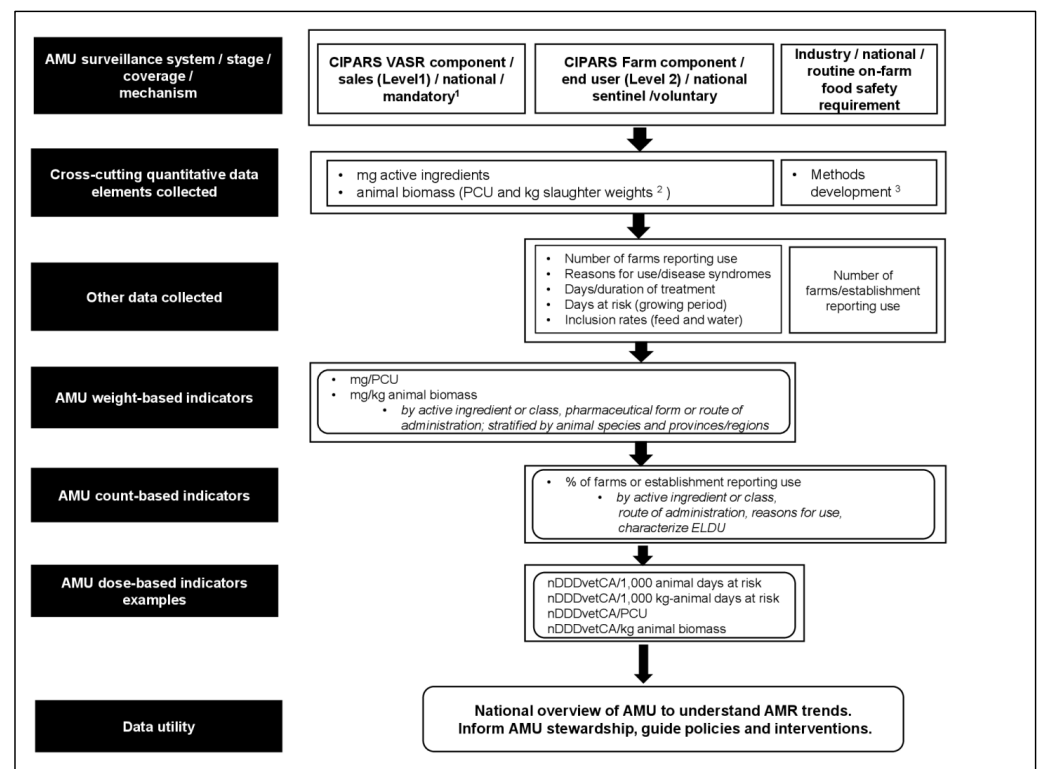 AMU surveillance system / stage /
coverage /
mechanism
CIPARS VASR component /
sales (Level1) / national /
mandatory¹
CIPARS Farm component /
end user (Level 2) / national
sentinel /voluntary
Industry / national /
routine on-farm
food safety
requirement
Cross-cutting quantitative data
elements collected
• mg active ingredients
• animal biomass (PCU and kg slaughter weights ² )
• Methods
development ³
Other data collected
• Number of farms reporting use
• Reasons for use/disease syndromes
• Days/duration of treatment
• Days at risk (growing period)
• Inclusion rates (feed and water)
Number of
farms/establishment
reporting use
AMU weight-based indicators
• mg/PCU
• mg/kg animal biomass
• by active ingredient or class, pharmaceutical form or route of
administration; stratified by animal species and provinces/regions
AMU count-based indicators
• % of farms or establishment reporting use
• by active ingredient or class,
route of administration, reasons for use,
characterize ELDU
AMU dose-based indicators
examples
nDDDvetCA/1,000 animal days at risk
nDDDvetCA/1,000 kg-animal days at risk
nDDDvetCA/PCU
nDDDvetCA/kg animal biomass
Data utility
National overview of AMU to understand AMR trends.
Inform AMU stewardship, guide policies and interventions.